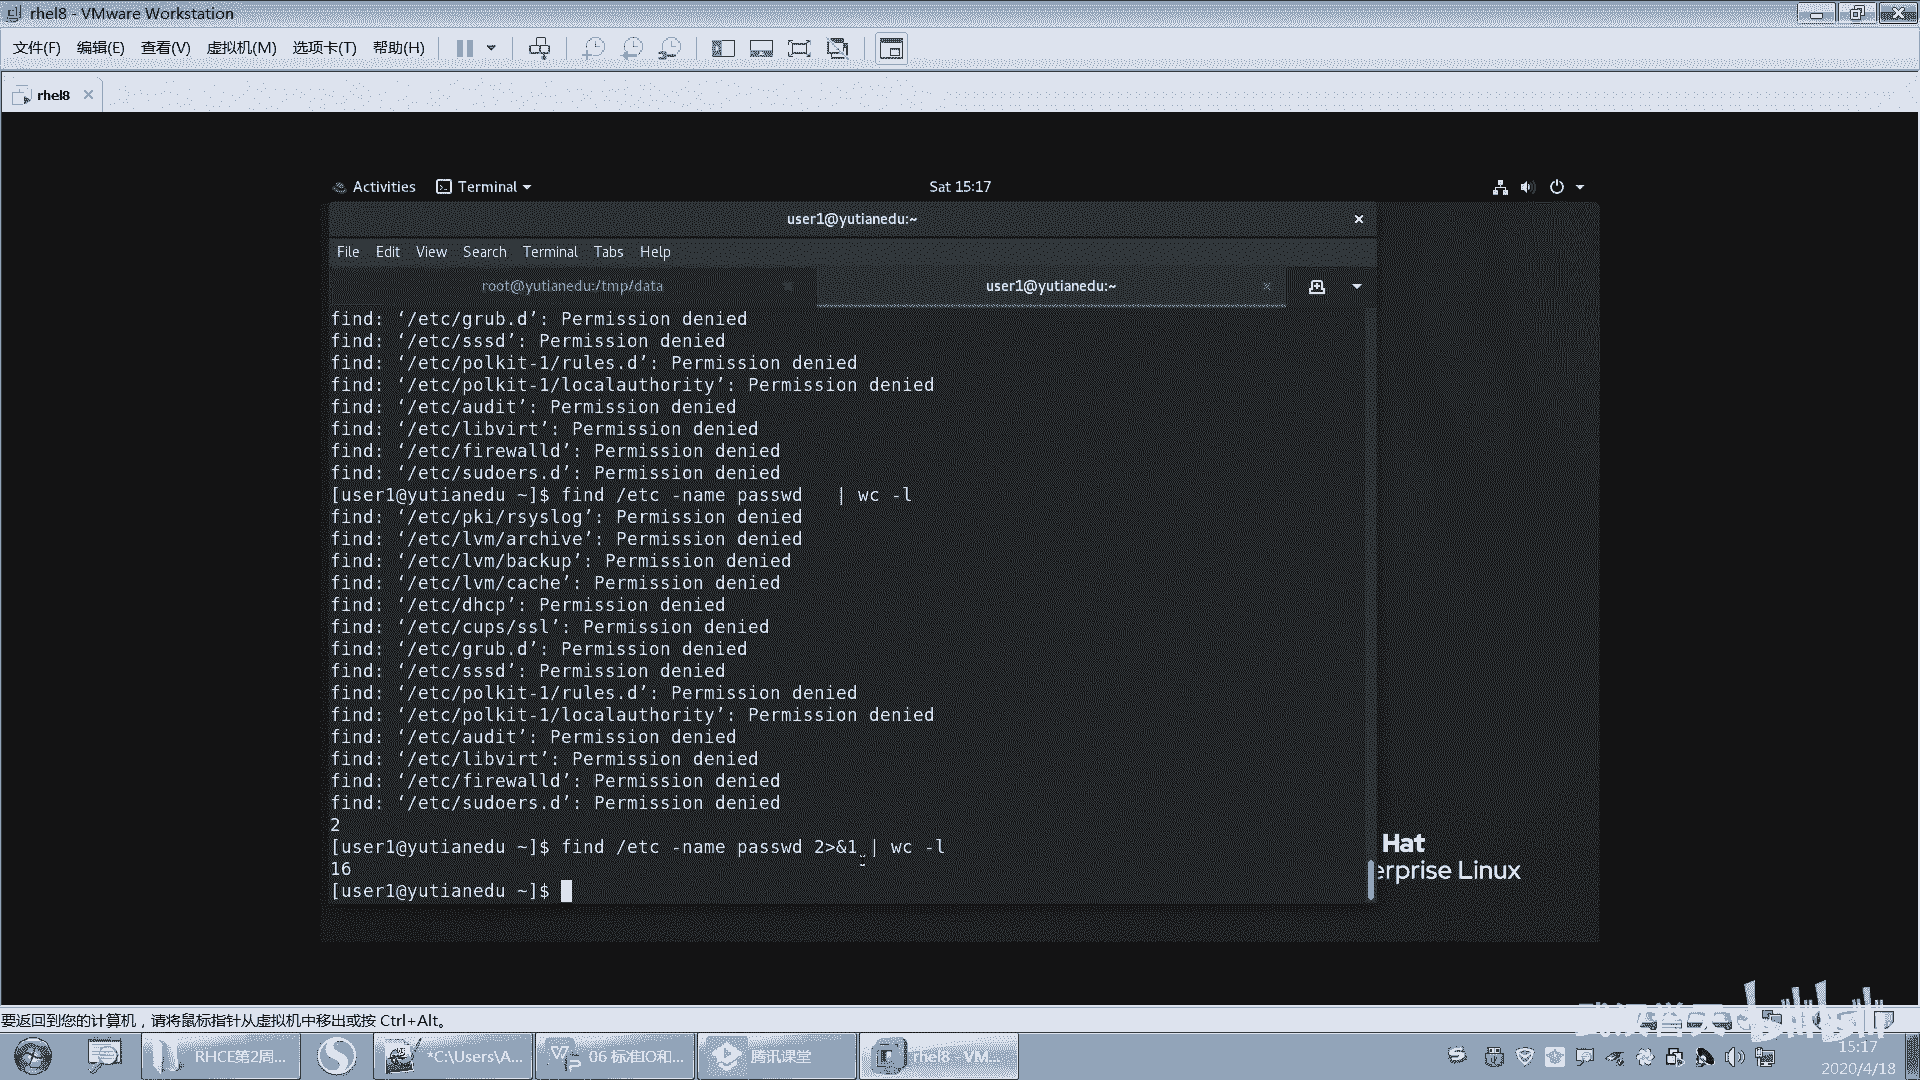 rhel8 - VMware Workstation
文件(F) 编辑(E) 查看(V) 虚拟机(M) 选项卡(T) 帮助(H)
rhel8
Activities Terminal Sat 15:17
user1@yutianedu:~
File Edit View Search Terminal Tabs Help
root@yutianedu:/tmp/data user1@yutianedu:~
find: ‘/etc/grub.d’: Permission denied
find: ‘/etc/sssd’: Permission denied
find: ‘/etc/polkit-1/rules.d’: Permission denied
find: ‘/etc/polkit-1/localauthority’: Permission denied
find: ‘/etc/audit’: Permission denied
find: ‘/etc/libvirt’: Permission denied
find: ‘/etc/firewalld’: Permission denied
find: ‘/etc/sudoers.d’: Permission denied
[user1@yutianedu ~]$ find /etc -name passwd   | wc -l
find: ‘/etc/pki/rsyslog’: Permission denied
find: ‘/etc/lvm/archive’: Permission denied
find: ‘/etc/lvm/backup’: Permission denied
find: ‘/etc/lvm/cache’: Permission denied
find: ‘/etc/dhcp’: Permission denied
find: ‘/etc/cups/ssl’: Permission denied
find: ‘/etc/grub.d’: Permission denied
find: ‘/etc/sssd’: Permission denied
find: ‘/etc/polkit-1/rules.d’: Permission denied
find: ‘/etc/polkit-1/localauthority’: Permission denied
find: ‘/etc/audit’: Permission denied
find: ‘/etc/libvirt’: Permission denied
find: ‘/etc/firewalld’: Permission denied
find: ‘/etc/sudoers.d’: Permission denied
2
[user1@yutianedu ~]$ find /etc -name passwd 2>&1 | wc -l
16
[user1@yutianedu ~]$
Hat
erprise Linux
要返回到您的计算机，请将鼠标指针从虚拟机中移出或按 Ctrl+Alt。
RHCE第2周... *C:\Users\A... 06 标准IO和... 腾讯课堂 rhel8 - VM...
15:17
2020/4/18